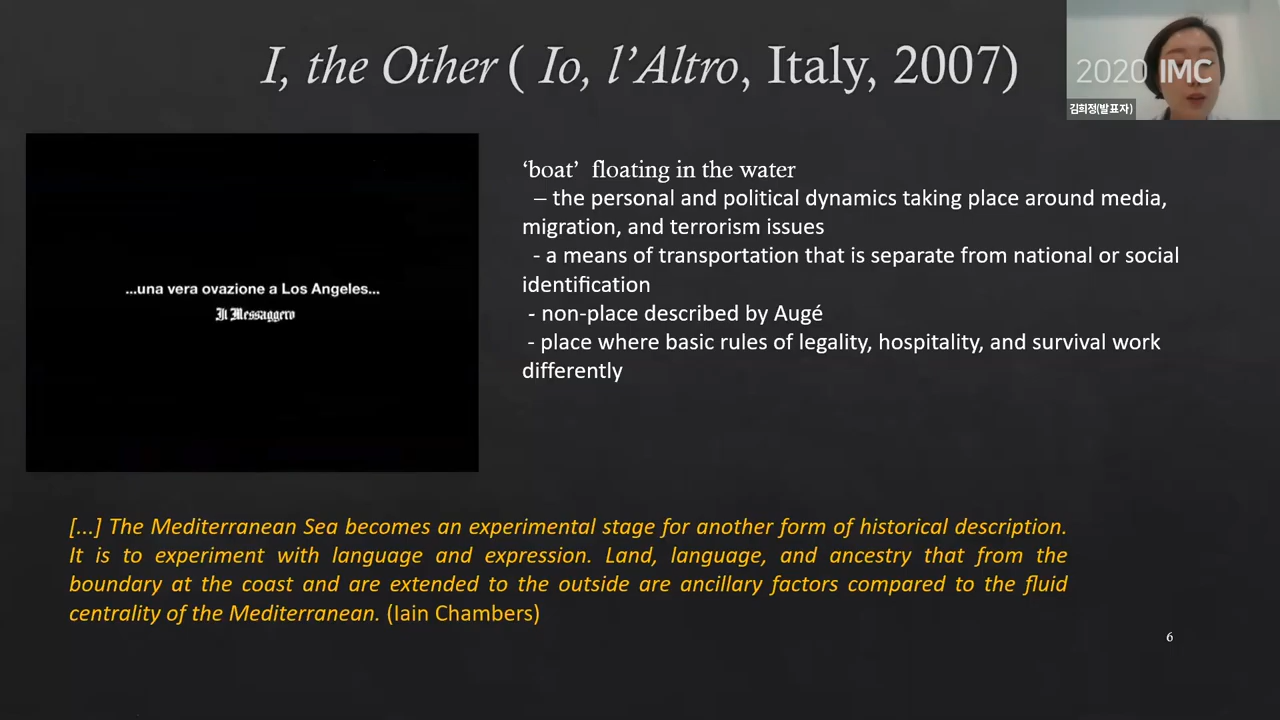 I, the Other ( Io, l’Altro, Italy, 2007)
2020 IMC
김희정(발표자)
...una vera ovazione a Los Angeles...
Il Messaggero
‘boat’ floating in the water
– the personal and political dynamics taking place around media,
migration, and terrorism issues
- a means of transportation that is separate from national or social
identification
- non-place described by Augé
- place where basic rules of legality, hospitality, and survival work
differently
[...] The Mediterranean Sea becomes an experimental stage for another form of historical description.
It is to experiment with language and expression. Land, language, and ancestry that from the
boundary at the coast and are extended to the outside are ancillary factors compared to the fluid
centrality of the Mediterranean. (Iain Chambers)
6